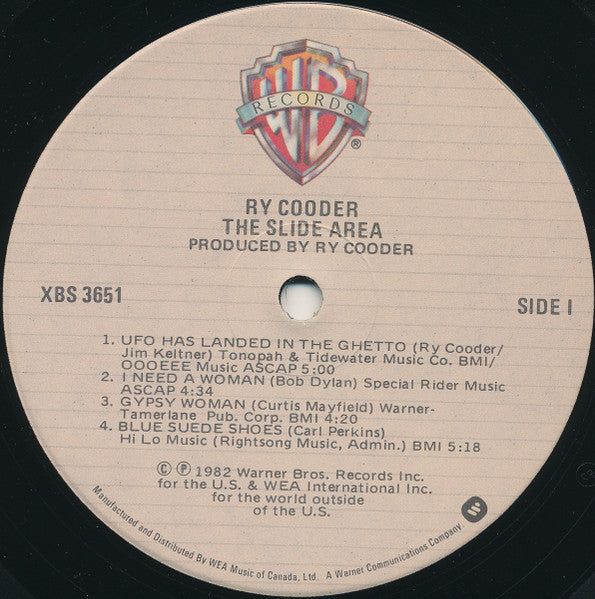 WB
RECORDS
®
RY COODER
THE SLIDE AREA
PRODUCED BY RY COODER
XBS 3651
SIDE I
1. UFO HAS LANDED IN THE GHETTO (Ry Cooder/
Jim Keltner) Tonopah & Tidewater Music Co. BMI/
OOOEEE Music ASCAP 5:00
2. I NEED A WOMAN (Bob Dylan) Special Rider Music
ASCAP 4:34
3. GYPSY WOMAN (Curtis Mayfield) Warner-
Tamerlane Pub. Corp. BMI 4:20
4. BLUE SUEDE SHOES (Carl Perkins)
Hi Lo Music (Rightsong Music, Admin.) BMI 5:18
© ℗ 1982 Warner Bros. Records Inc.
for the U.S. & WEA International Inc.
for the world outside
of the U.S.
Manufactured and Distributed By WEA Music of Canada, Ltd. A Warner Communications Company